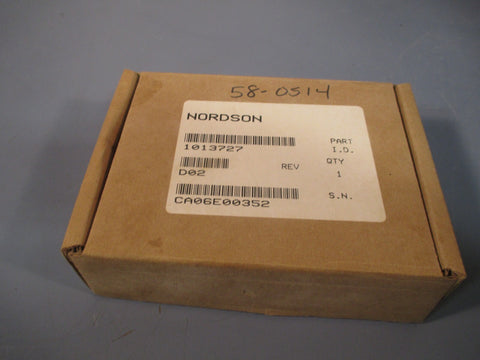 58-0514
NORDSON
PART
1013727 I.D.
REV QTY
D02 1
CA06E00352 S.N.